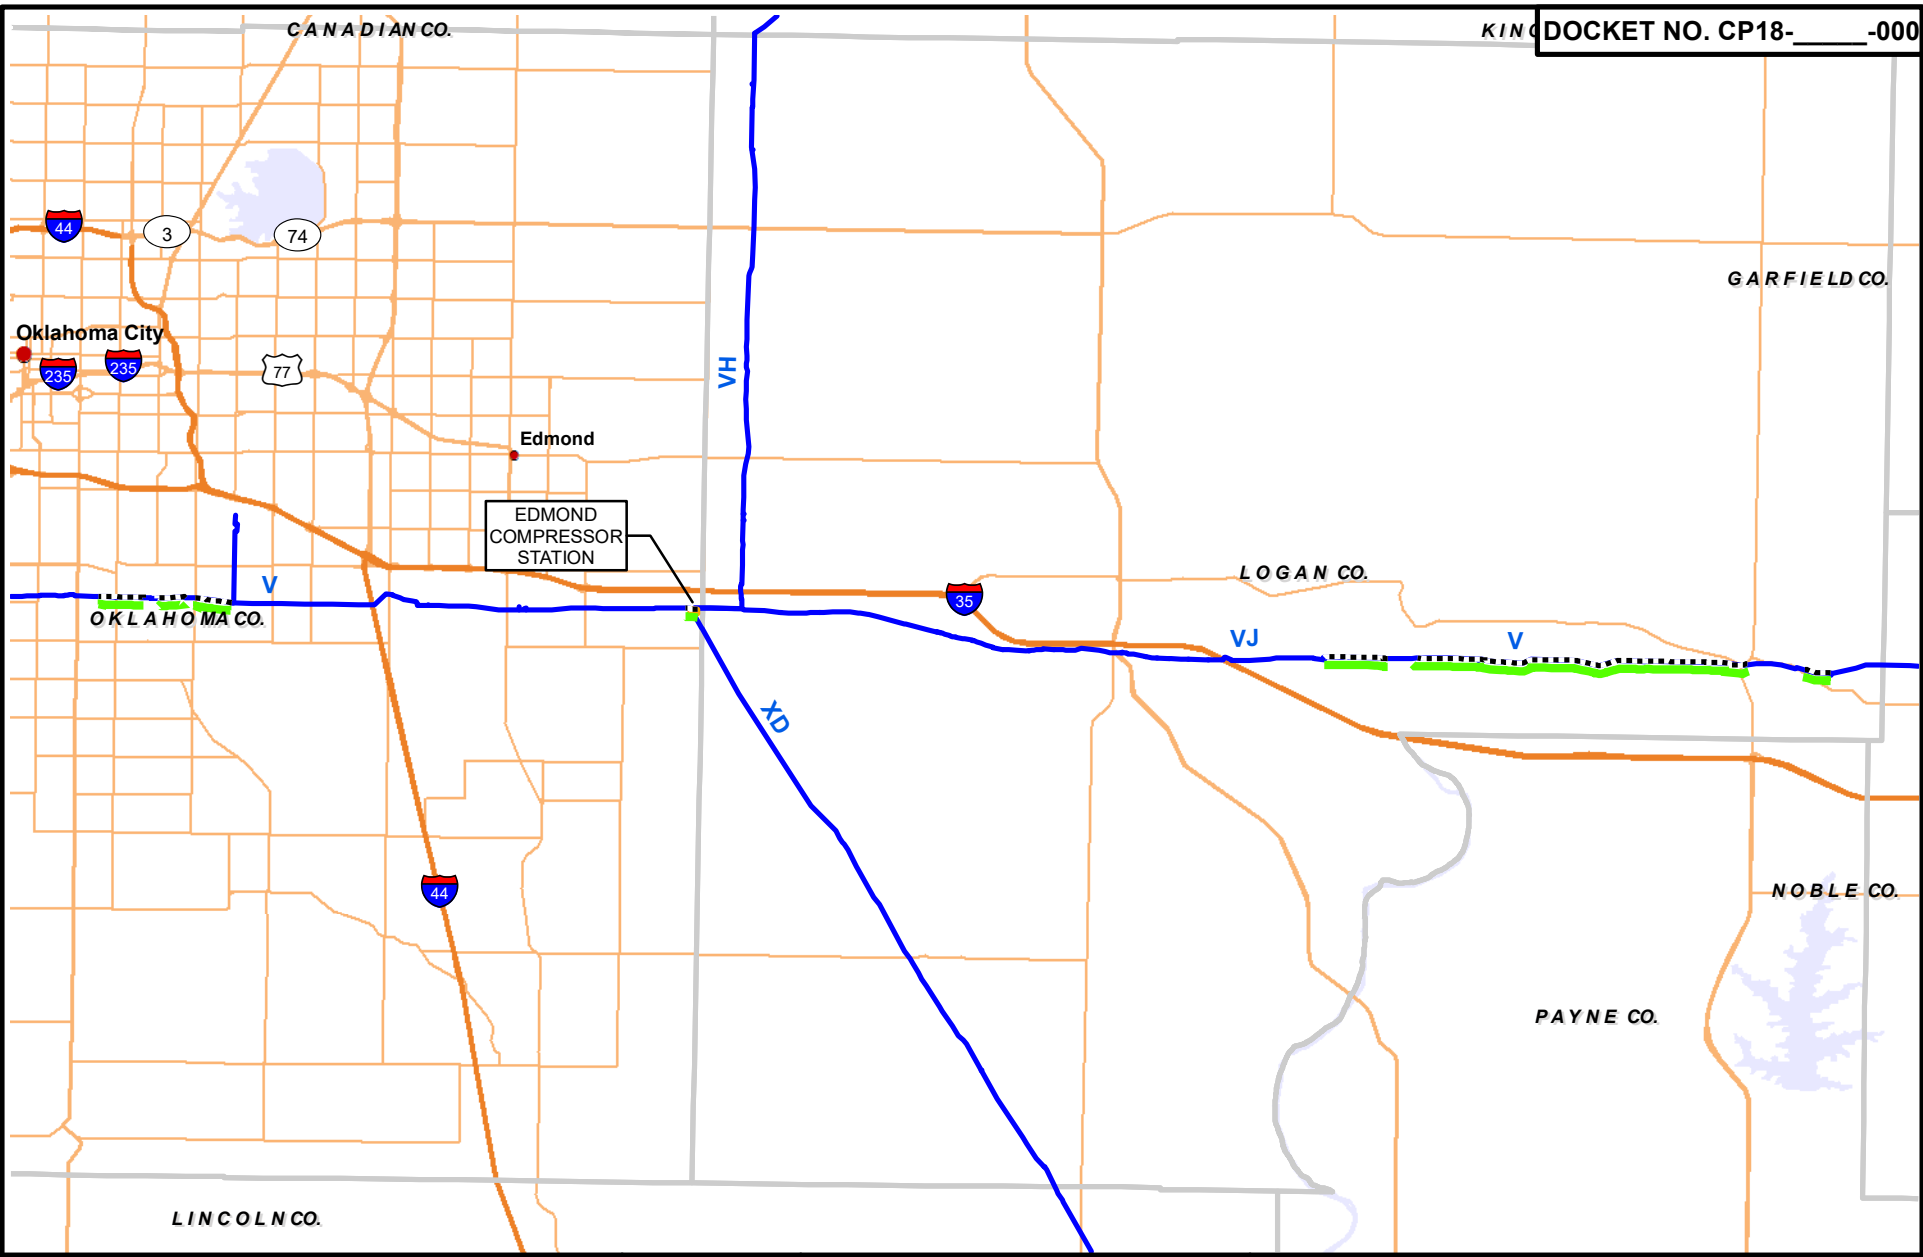 CANADIAN CO.
DOCKET NO. CP18-_____-000
44
3
74
GARFIELD CO.
Oklahoma City
235
235
77
VH
Edmond
EDMOND
COMPRESSOR
STATION
LOGAN CO.
V
35
OKLAHOMA CO.
VJ
V
XD
44
NOBLE CO.
PAYNE CO.
LINCOLN CO.